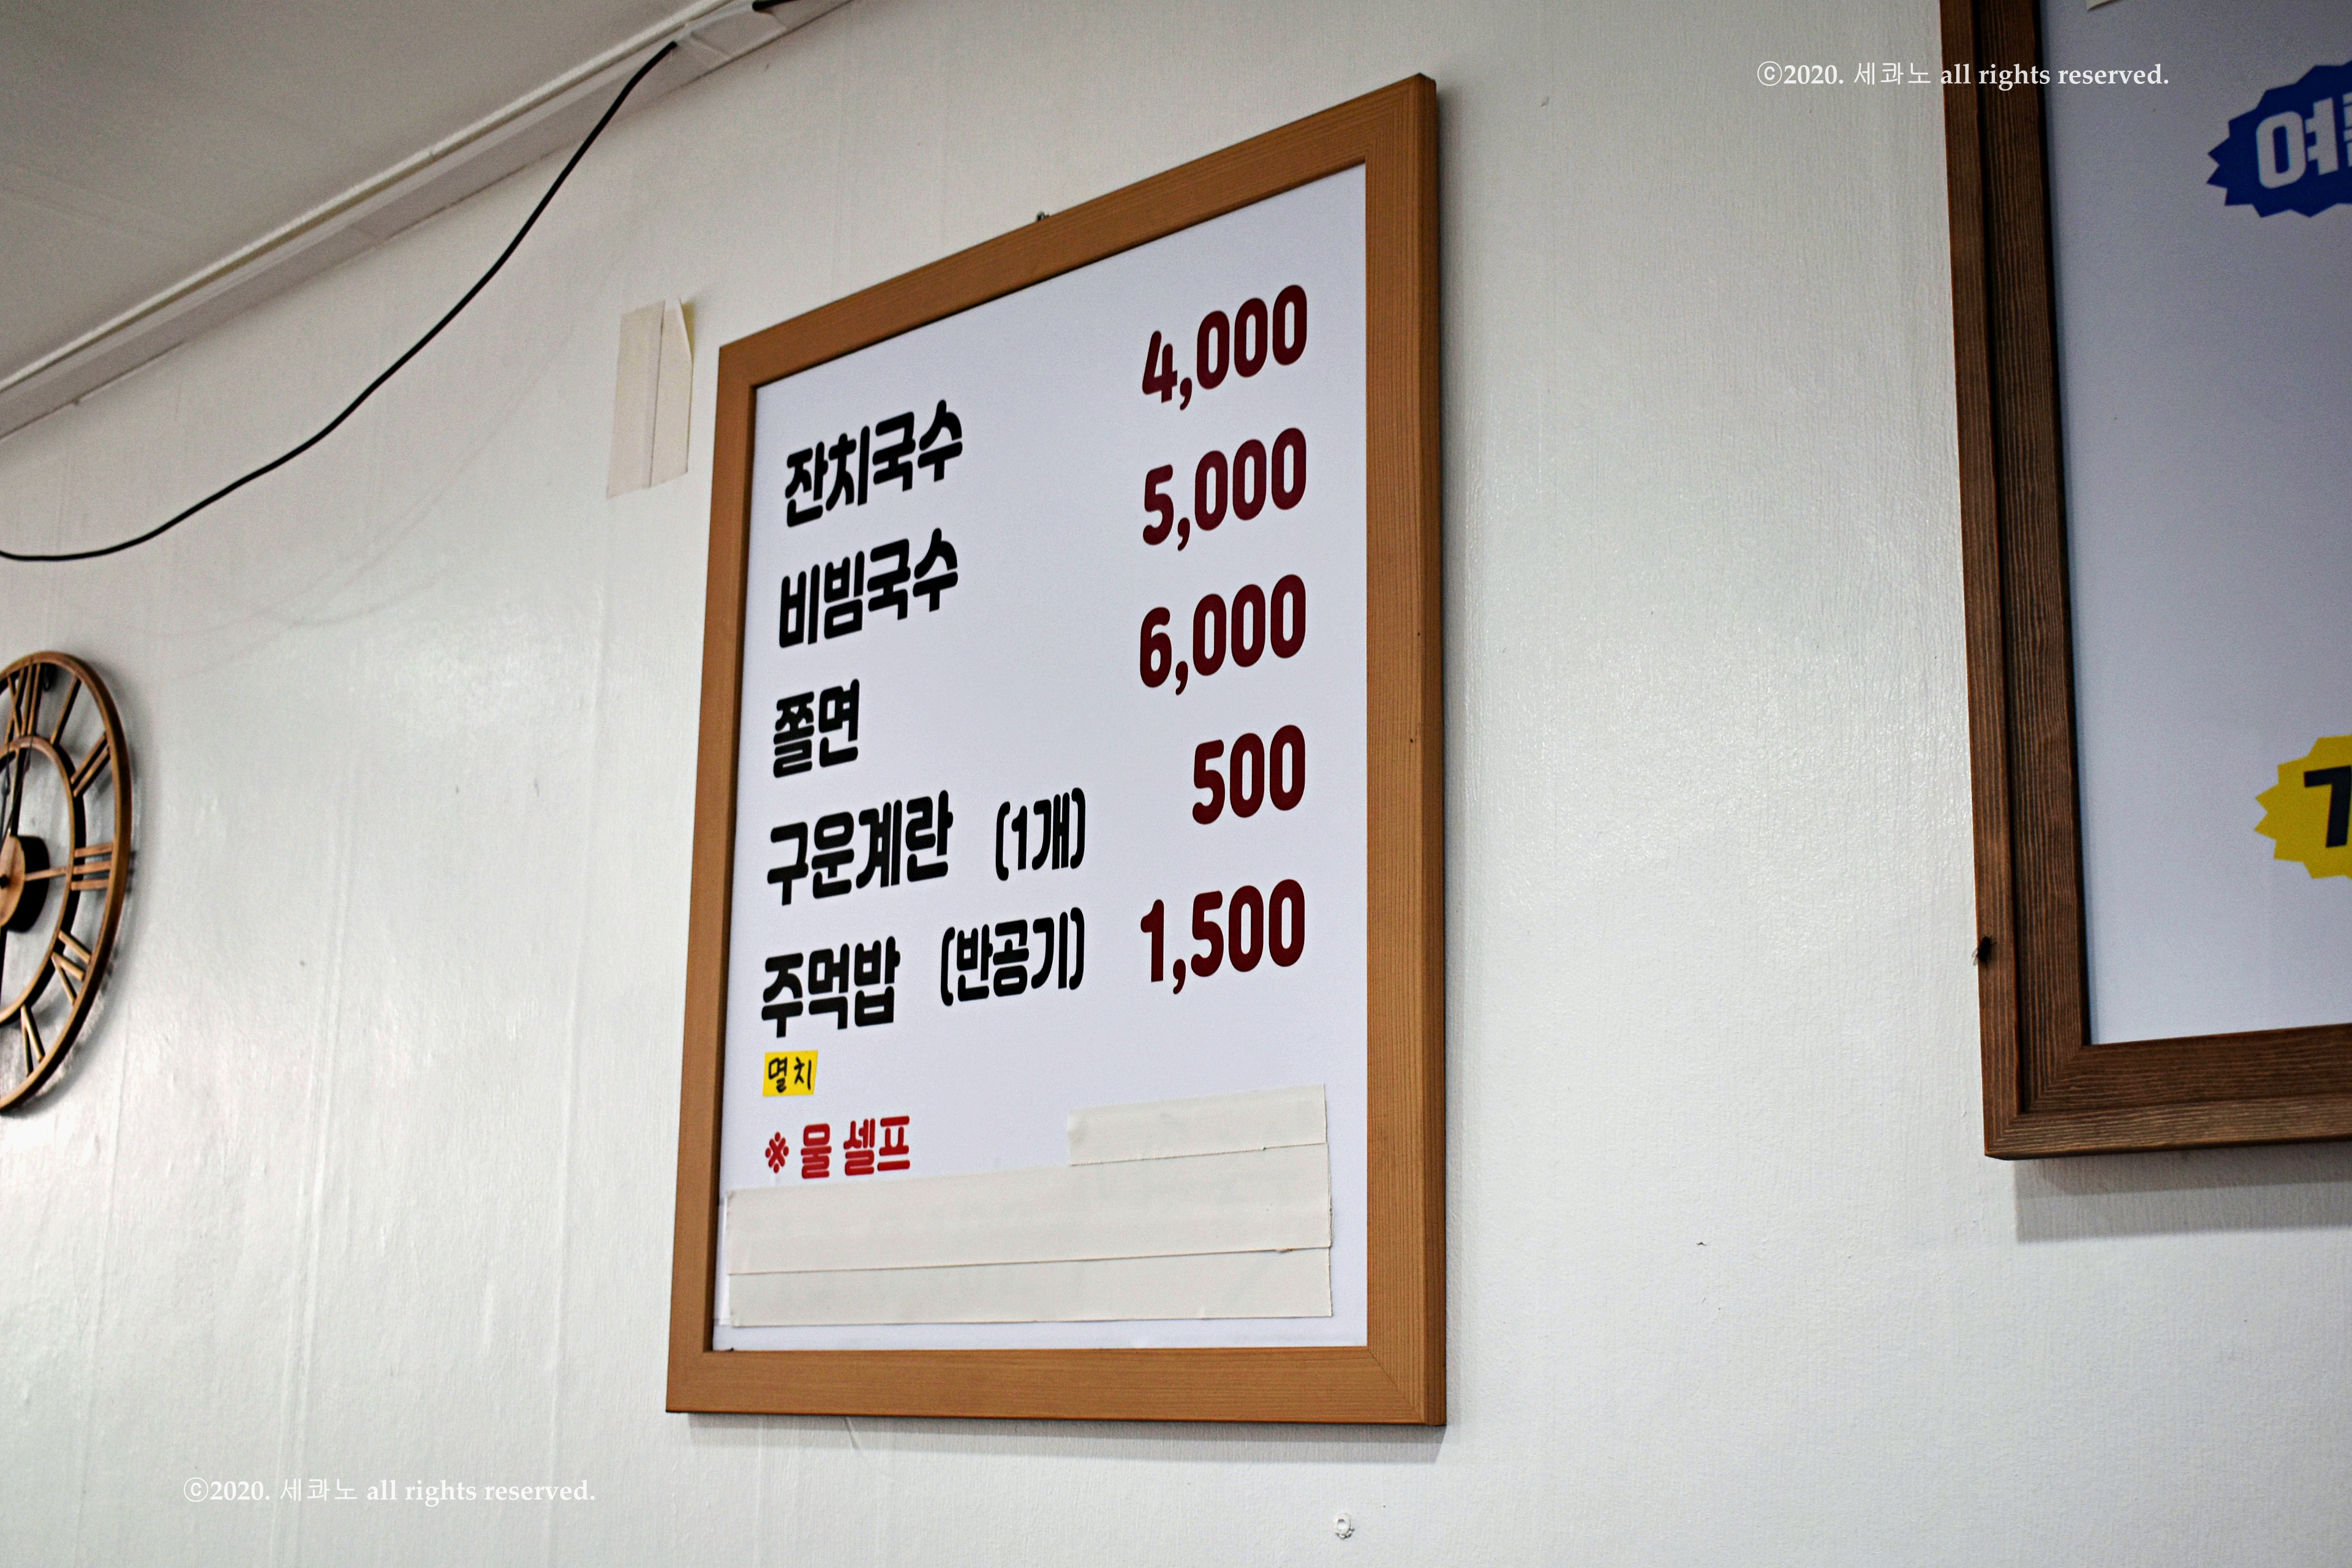 ⓒ2020. 세콰노 all rights reserved.
잔치국수 4,000
비빔국수 5,000
쫄면 6,000
구운계란 (1개) 500
주먹밥 (반공기) 1,500
멸치
※ 물 셀프
ⓒ2020. 세콰노 all rights reserved.